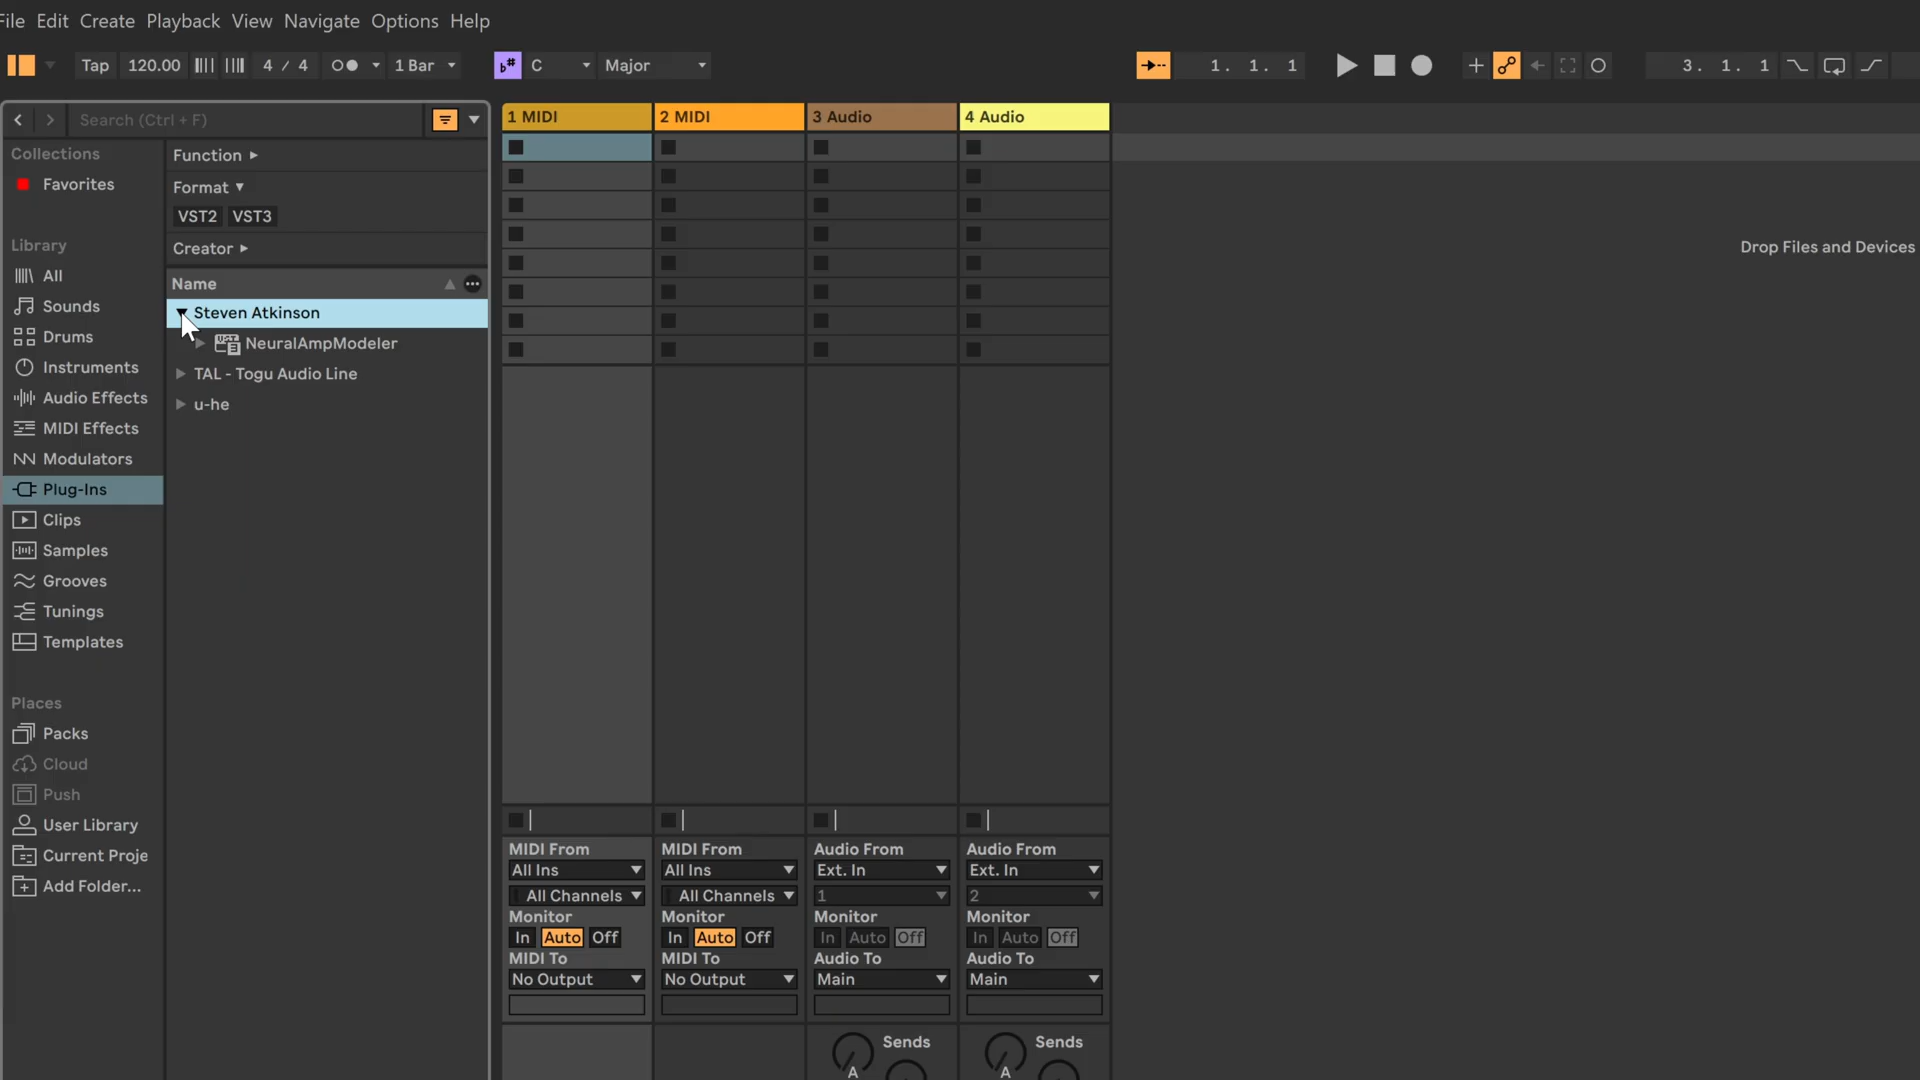 File Edit Create Playback View Navigate Options Help
Tap 120.00 4 / 4 1 Bar C Major 1. 1. 1 3. 1. 1
Search (Ctrl + F)
Collections
Favorites
Library
All
Sounds
Drums
Instruments
Audio Effects
MIDI Effects
Modulators
Plug-Ins
Clips
Samples
Grooves
Tunings
Templates
Places
Packs
Cloud
Push
User Library
Current Proje
Add Folder...
Function
Format
VST2 VST3
Creator
Name
Steven Atkinson
VST 3 NeuralAmpModeler
TAL - Togu Audio Line
u-he
1 MIDI 2 MIDI 3 Audio 4 Audio
Drop Files and Devices
MIDI From MIDI From Audio From Audio From
All Ins All Ins Ext. In Ext. In
All Channels All Channels 1 2
Monitor Monitor Monitor Monitor
In Auto Off In Auto Off In Auto Off In Auto Off
MIDI To MIDI To Audio To Audio To
No Output No Output Main Main
Sends Sends
A A